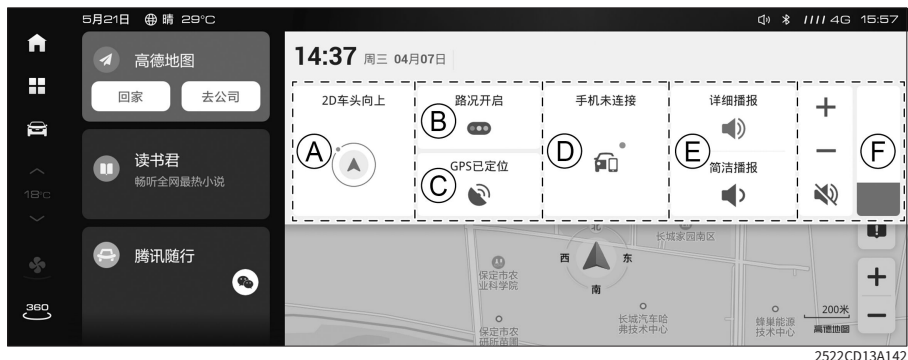 5月21日 晴 29°C
4G 15:57
高德地图
回家 去公司
读书君
畅听全网最热小说
腾讯随行
18°C
360
14:37 周三 04月07日
2D车头向上
A
路况开启
B
GPS已定位
C
手机未连接
D
详细播报
E
简洁播报
F
北
西 东
南
长城家园南区
保定市农
业科学院
长城汽车哈
弗技术中心
保定市农
研所苗圃
蜂巢能源
技术中心
200米
高德地图
2522CD13A142